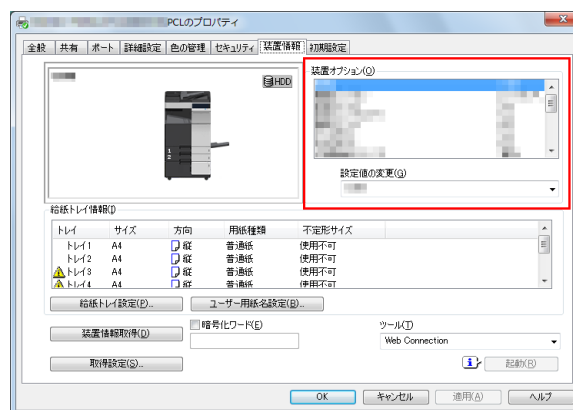 PCLのプロパティ
全般 共有 ポート 詳細設定 色の管理 セキュリティ 装置情報 初期設定
HDD
装置オプション(O)
1
2
設定値の変更(G)
給紙トレイ情報(I)
トレイ サイズ 方向 用紙種類 不定形サイズ
トレイ1 A4 縦 普通紙 使用不可
トレイ2 A4 縦 普通紙 使用不可
トレイ3 A4 縦 普通紙 使用不可
トレイ4 A4 縦 普通紙 使用不可
給紙トレイ設定(P)... ユーザー用紙名設定(B)...
装置情報取得(D) 暗号化ワード(E) ツール(T)
Web Connection
取得設定(S)... 起動(R)
OK キャンセル 適用(A) ヘルプ